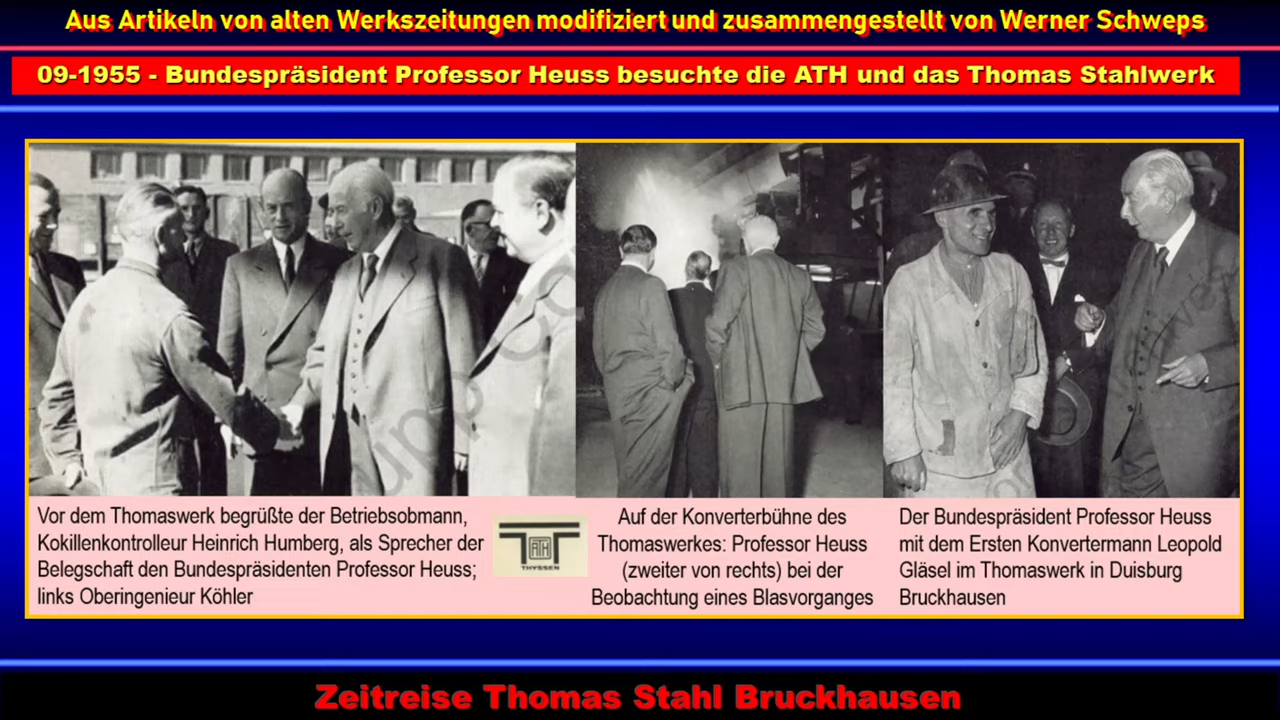 Aus Artikeln von alten Werkszeitungen modifiziert und zusammengestellt von Werner Schweps
09-1955 - Bundespräsident Professor Heuss besuchte die ATH und das Thomas Stahlwerk
Vor dem Thomaswerk begrüßte der Betriebsobmann,
Kokillenkontrolleur Heinrich Humberg, als Sprecher der
Belegschaft den Bundespräsidenten Professor Heuss;
links Oberingenieur Köhler
ATH
THYSSEN
Auf der Konverterbühne des
Thomaswerkes: Professor Heuss
(zweiter von rechts) bei der
Beobachtung eines Blasvorganges
Der Bundespräsident Professor Heuss
mit dem Ersten Konvertermann Leopold
Gläsel im Thomaswerk in Duisburg
Bruckhausen
Zeitreise Thomas Stahl Bruckhausen